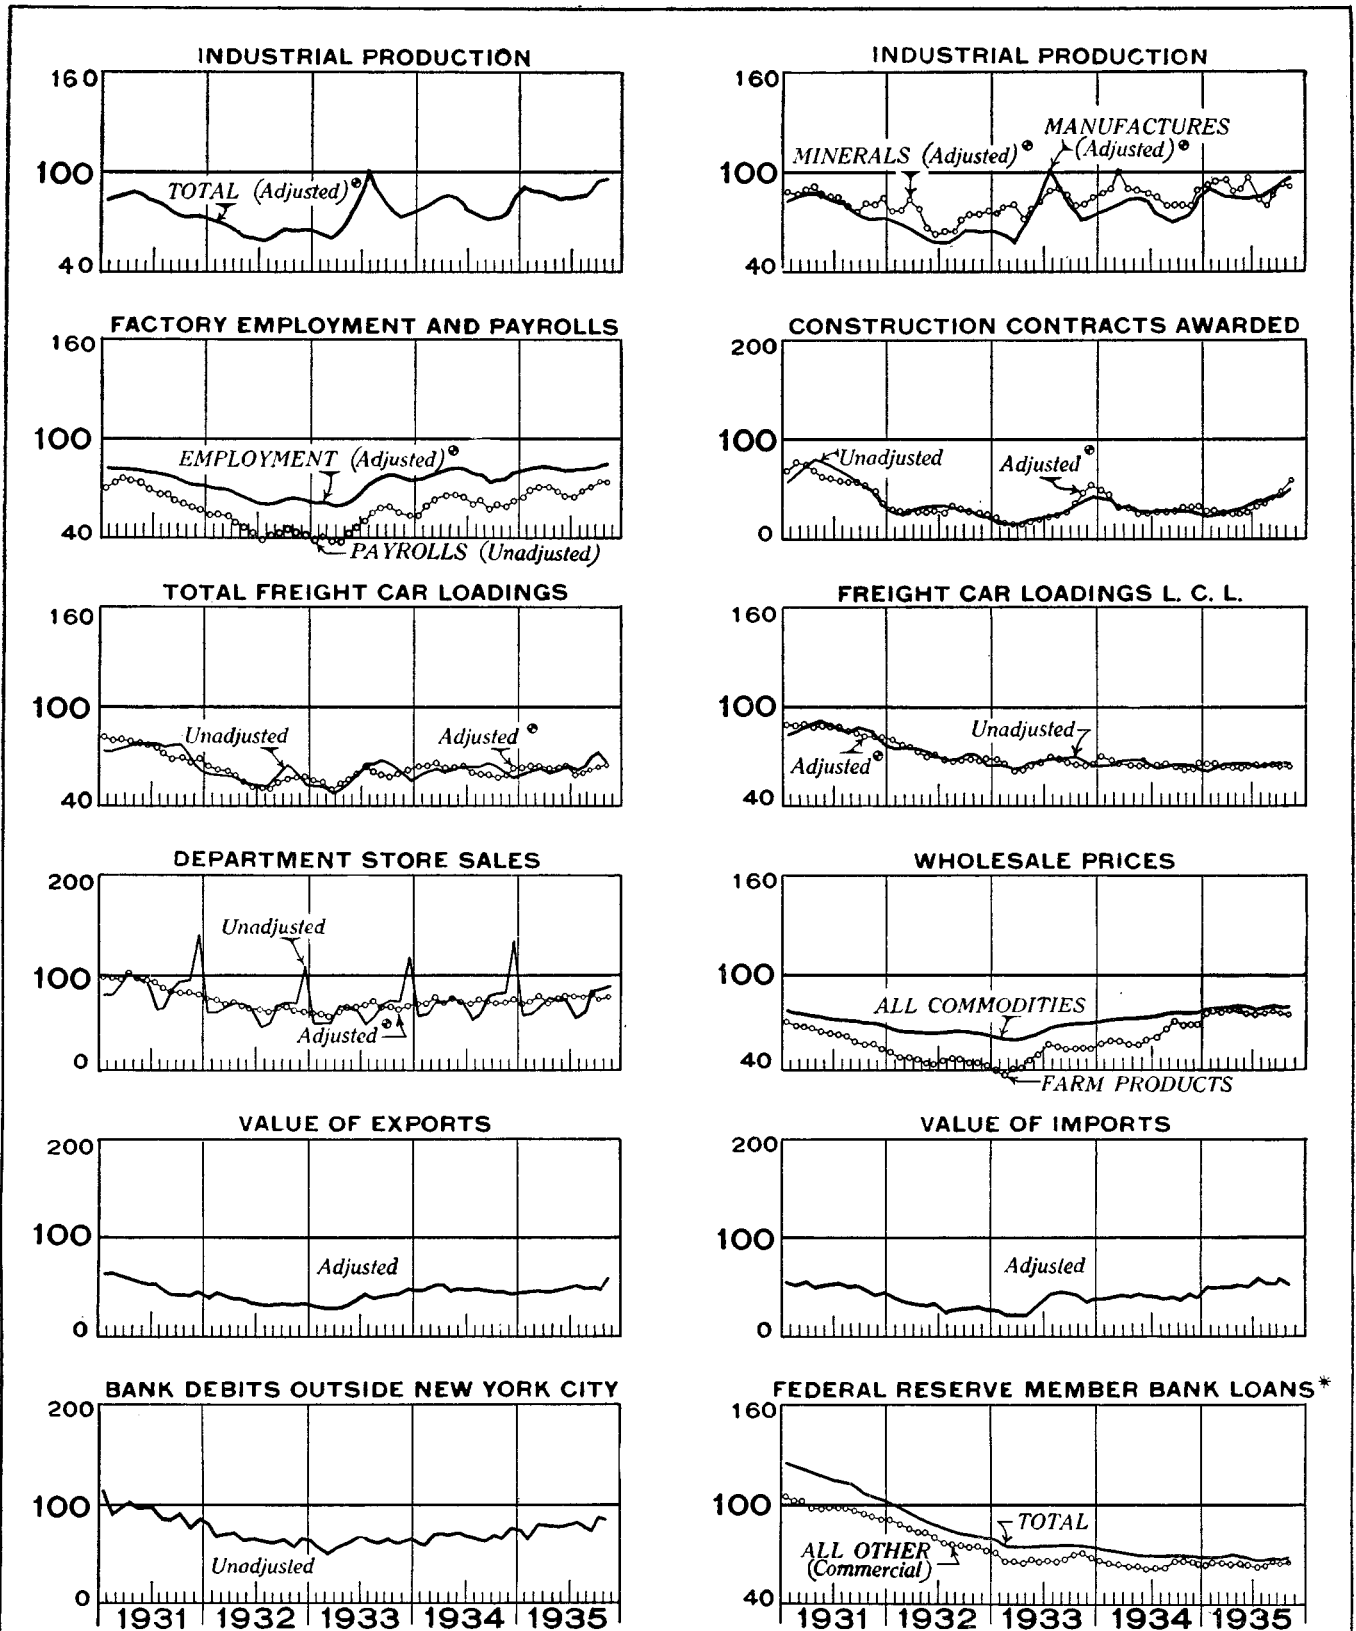 INDUSTRIAL PRODUCTION
160
100
40
TOTAL (Adjusted)
INDUSTRIAL PRODUCTION
160
100
40
MINERALS (Adjusted)
MANUFACTURES
(Adjusted)
FACTORY EMPLOYMENT AND PAYROLLS
160
100
40
EMPLOYMENT (Adjusted)
PAYROLLS (Unadjusted)
CONSTRUCTION CONTRACTS AWARDED
200
100
0
Unadjusted
Adjusted
TOTAL FREIGHT CAR LOADINGS
160
100
40
Unadjusted
Adjusted
FREIGHT CAR LOADINGS L. C. L.
160
100
40
Unadjusted
Adjusted
DEPARTMENT STORE SALES
200
100
0
Unadjusted
Adjusted
WHOLESALE PRICES
160
100
40
ALL COMMODITIES
FARM PRODUCTS
VALUE OF EXPORTS
200
100
0
Adjusted
VALUE OF IMPORTS
200
100
0
Adjusted
BANK DEBITS OUTSIDE NEW YORK CITY
200
100
0
Unadjusted
1931 1932 1933 1934 1935
FEDERAL RESERVE MEMBER BANK LOANS*
160
100
40
TOTAL
ALL OTHER
(Commercial)
1931 1932 1933 1934 1935